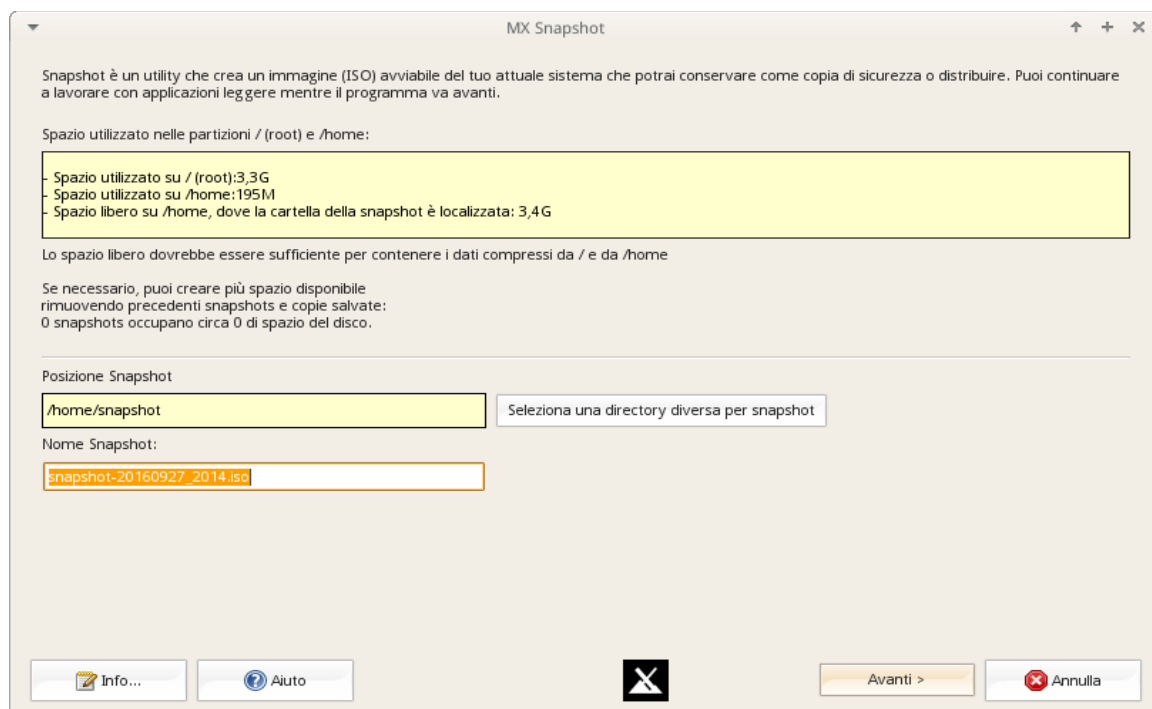 MX Snapshot
Snapshot è un utility che crea un immagine (ISO) avviabile del tuo attuale sistema che potrai conservare come copia di sicurezza o distribuire. Puoi continuare
a lavorare con applicazioni leggere mentre il programma va avanti.
Spazio utilizzato nelle partizioni / (root) e /home:
- Spazio utilizzato su / (root):3,3G
- Spazio utilizzato su /home:195M
- Spazio libero su /home, dove la cartella della snapshot è localizzata: 3,4G
Lo spazio libero dovrebbe essere sufficiente per contenere i dati compressi da / e da /home
Se necessario, puoi creare più spazio disponibile
rimuovendo precedenti snapshots e copie salvate:
0 snapshots occupano circa 0 di spazio del disco.
Posizione Snapshot
/home/snapshot
Seleziona una directory diversa per snapshot
Nome Snapshot:
snapshot-20160927_2014.iso
Info...
Aiuto
Avanti >
Annulla